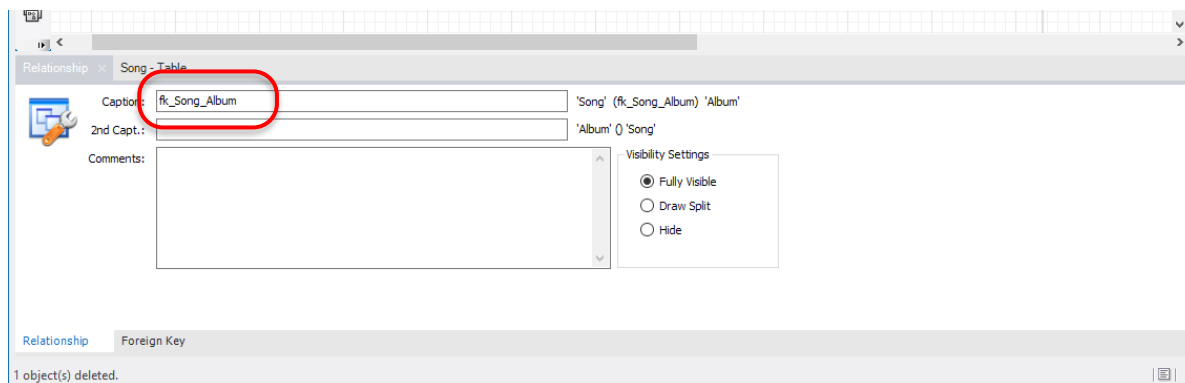 Relationship × Song - Table
Caption: fk_Song_Album 'Song' (fk_Song_Album) 'Album'
2nd Capt.: 'Album' () 'Song'
Comments: Visibility Settings
Fully Visible
Draw Split
Hide
Relationship Foreign Key
1 object(s) deleted.